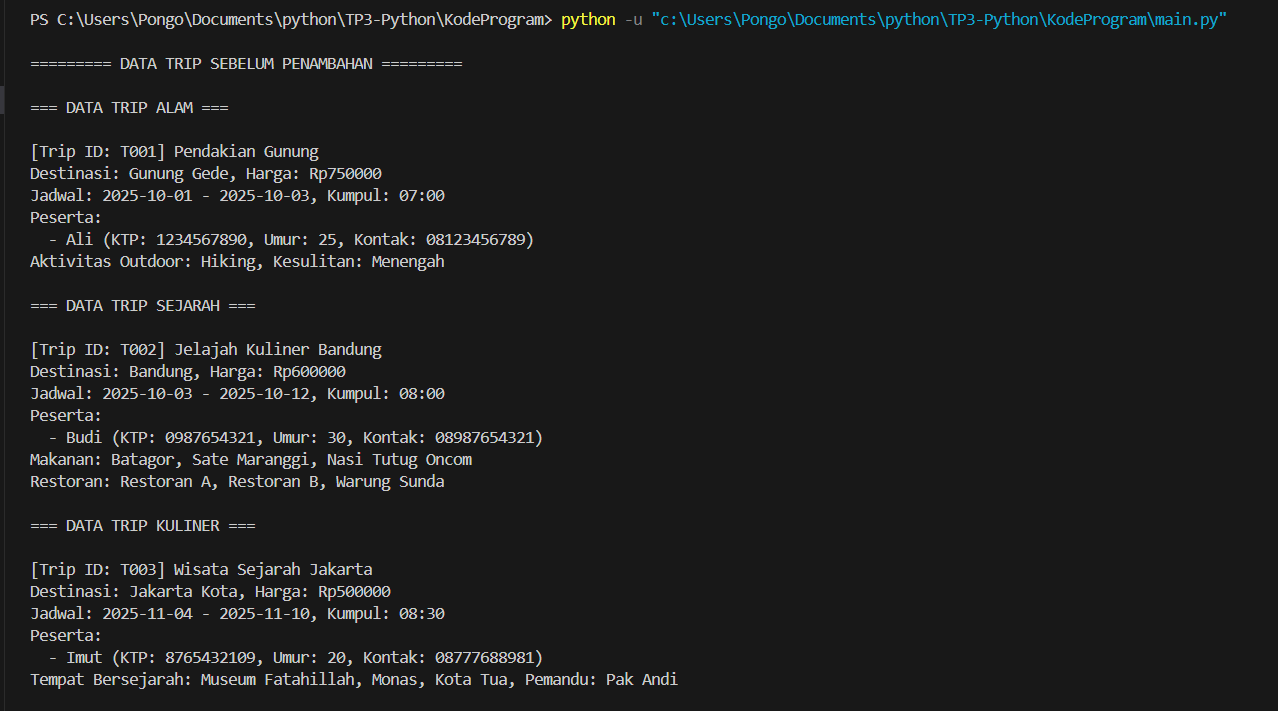 PS C:\Users\Pongo\Documents\python\TP3-Python\KodeProgram> python -u "c:\Users\Pongo\Documents\python\TP3-Python\KodeProgram\main.py"
========= DATA TRIP SEBELUM PENAMBAHAN =========
=== DATA TRIP ALAM ===
[Trip ID: T001] Pendakian Gunung
Destinasi: Gunung Gede, Harga: Rp750000
Jadwal: 2025-10-01 - 2025-10-03, Kumpul: 07:00
Peserta:
  - Ali (KTP: 1234567890, Umur: 25, Kontak: 08123456789)
Aktivitas Outdoor: Hiking, Kesulitan: Menengah
=== DATA TRIP SEJARAH ===
[Trip ID: T002] Jelajah Kuliner Bandung
Destinasi: Bandung, Harga: Rp600000
Jadwal: 2025-10-03 - 2025-10-12, Kumpul: 08:00
Peserta:
  - Budi (KTP: 0987654321, Umur: 30, Kontak: 08987654321)
Makanan: Batagor, Sate Maranggi, Nasi Tutug Oncom
Restoran: Restoran A, Restoran B, Warung Sunda
=== DATA TRIP KULINER ===
[Trip ID: T003] Wisata Sejarah Jakarta
Destinasi: Jakarta Kota, Harga: Rp500000
Jadwal: 2025-11-04 - 2025-11-10, Kumpul: 08:30
Peserta:
  - Imut (KTP: 8765432109, Umur: 20, Kontak: 08777688981)
Tempat Bersejarah: Museum Fatahillah, Monas, Kota Tua, Pemandu: Pak Andi